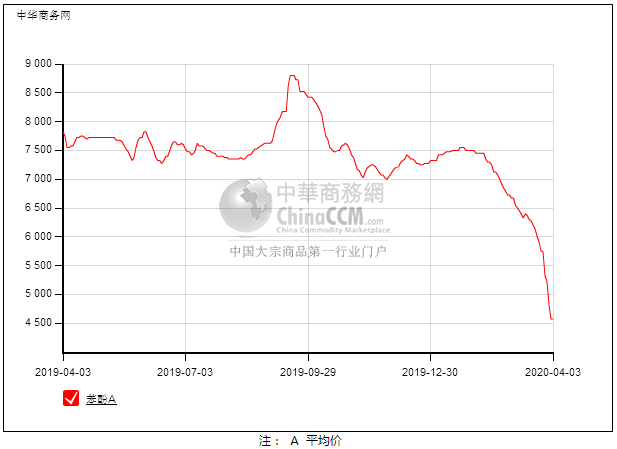 中华商务网
9 000
8 500
8 000
7 500
7 000
6 500
6 000
5 500
5 000
4 500
中華商務網
ChinaCCM.com
China Commodity Marketplace
中国大宗商品第一行业门户
2019-04-03 2019-07-03 2019-09-29 2019-12-30 2020-04-03
苯酚A
注： A 平均价